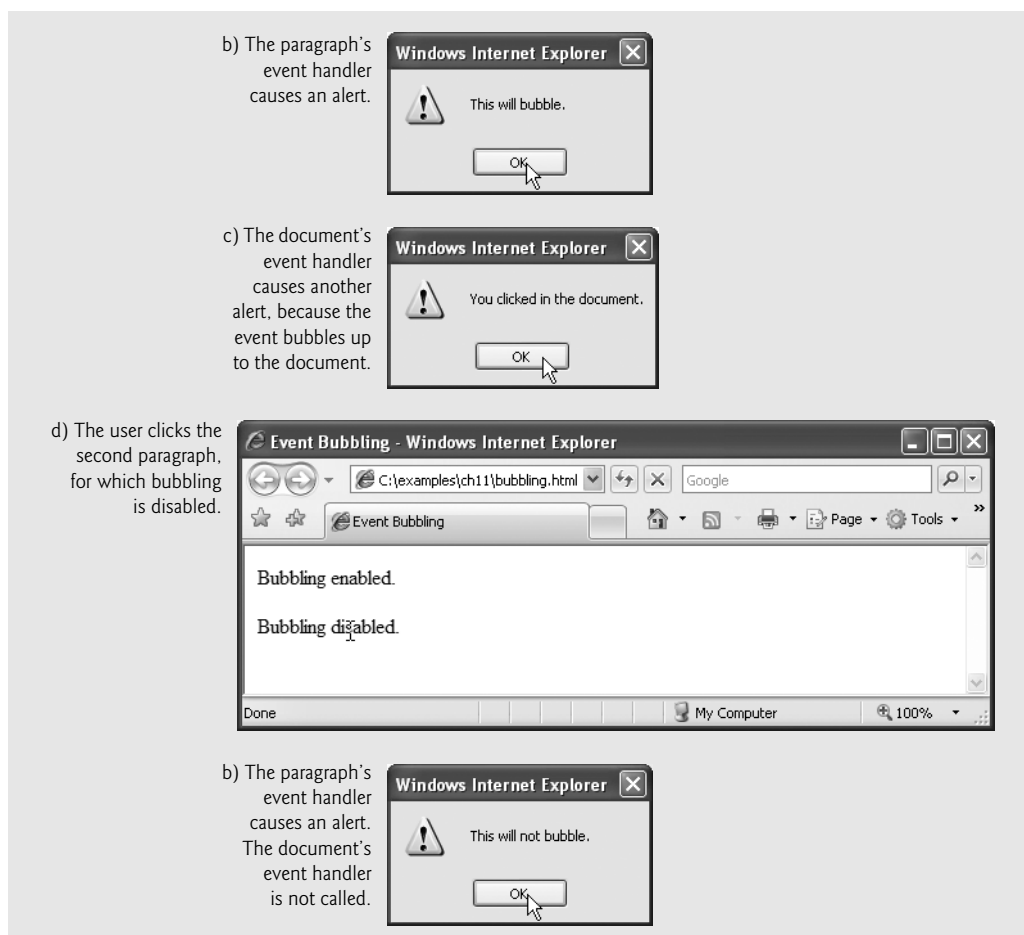 b) The paragraph's
event handler
causes an alert.
Windows Internet Explorer
This will bubble.
OK
c) The document's
event handler
causes another
alert, because the
event bubbles up
to the document.
Windows Internet Explorer
You clicked in the document.
OK
d) The user clicks the
second paragraph,
for which bubbling
is disabled.
Event Bubbling - Windows Internet Explorer
C:\examples\ch11\bubbling.html
Google
Event Bubbling
Page
Tools
»
Bubbling enabled.
Bubbling disabled.
Done
My Computer
100%
b) The paragraph's
event handler
causes an alert.
The document's
event handler
is not called.
Windows Internet Explorer
This will not bubble.
OK